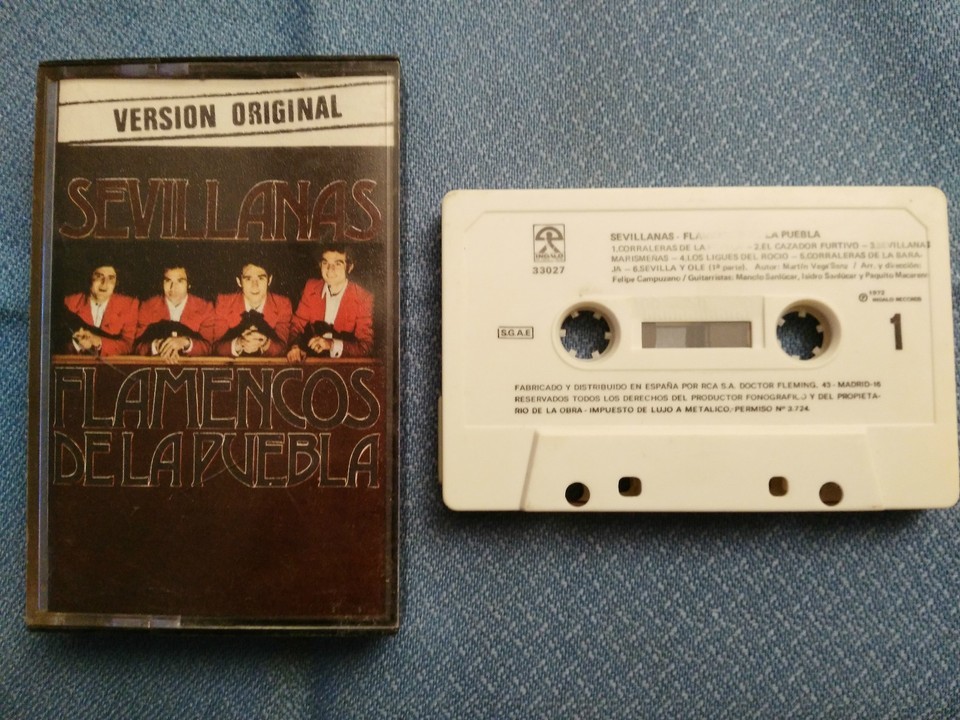 VERSION ORIGINAL
SEVILLANAS
FLAMENCOS
DE LA PUEBLA
INDALO
33027
SEVILLANAS - LA PUEBLA
1.CORRALERAS DE LA — 2.EL CAZADOR FURTIVO — 3.SEVILLANAS
MARISMEÑAS — 4.LOS LIGUES DEL ROCIO — 5.CORRALERAS DE LA BARA-
JA — 6.SEVILLA Y OLE (1ª parte). Autor: Martín Vega Sony / Arr. y dirección:
Felipe Campuzano / Guitarristas: Manolo Sanlúcar, Isidro Sanlúcar y Paquito Macareno
Ⓟ 1972
INDALO RECORDS
S.G.A.E
1
FABRICADO Y DISTRIBUIDO EN ESPAÑA POR RCA S.A. DOCTOR FLEMING, 43 - MADRID-16
RESERVADOS TODOS LOS DERECHOS DEL PRODUCTOR Y DEL PROPIETA-
RIO DE LA OBRA - IMPUESTO DE LUJO A METALICO/PERMISO Nº 3.724.